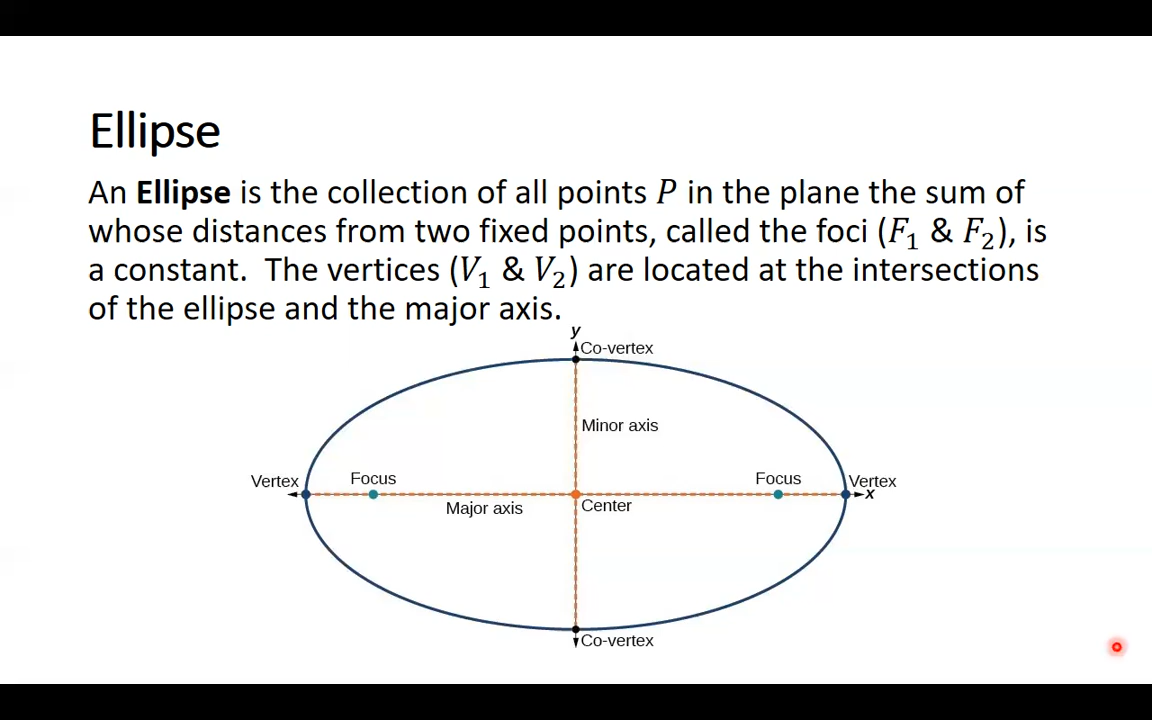 Ellipse
An Ellipse is the collection of all points P in the plane the sum of
whose distances from two fixed points, called the foci (F₁ & F₂), is
a constant. The vertices (V₁ & V₂) are located at the intersections
of the ellipse and the major axis.
y
Co-vertex
Minor axis
Vertex
Focus
Focus
Vertex
x
Major axis
Center
Co-vertex